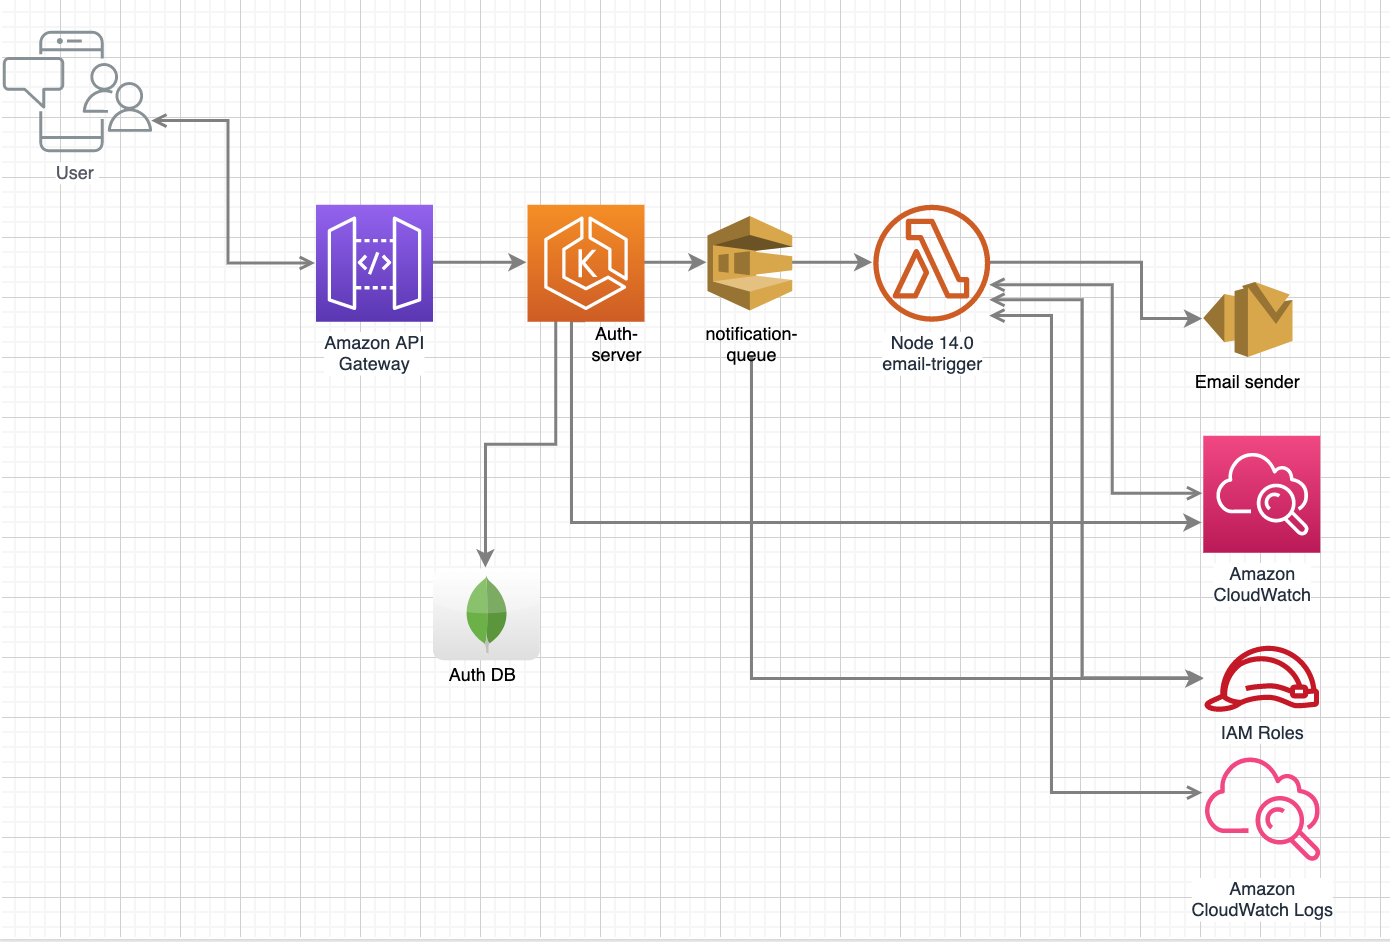 User
Amazon API
Gateway
</>
Auth-
server
K
notification-
queue
Node 14.0
email-trigger
Email sender
Amazon
CloudWatch
Auth DB
IAM Roles
Amazon
CloudWatch Logs